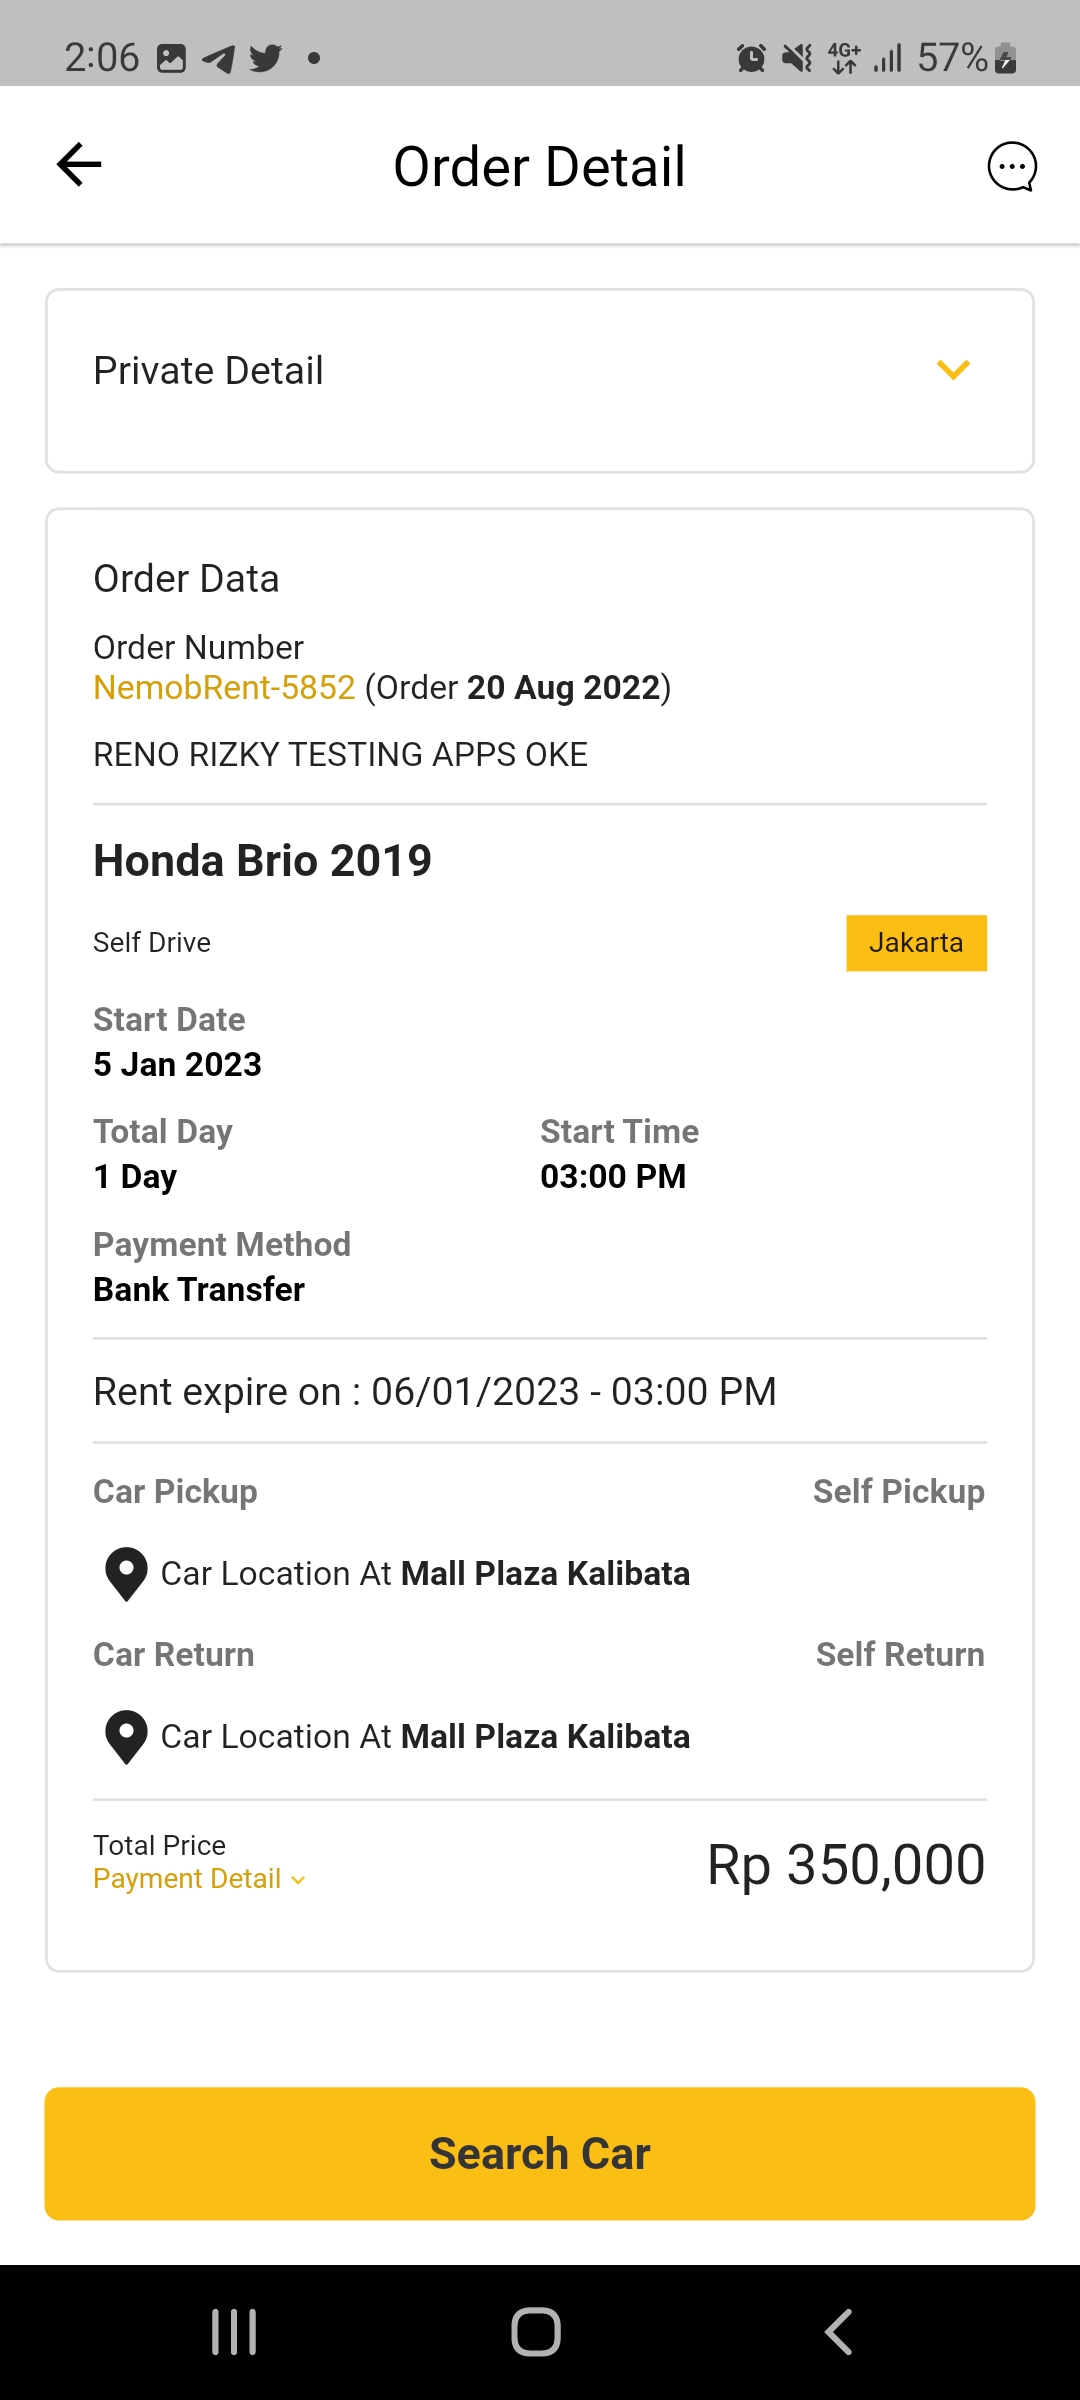 2:06
4G+
57%
Order Detail
Private Detail
Order Data
Order Number
NemobRent-5852 (Order 20 Aug 2022)
RENO RIZKY TESTING APPS OKE
Honda Brio 2019
Self Drive
Jakarta
Start Date
5 Jan 2023
Total Day
Start Time
1 Day
03:00 PM
Payment Method
Bank Transfer
Rent expire on : 06/01/2023 - 03:00 PM
Car Pickup
Self Pickup
Car Location At Mall Plaza Kalibata
Car Return
Self Return
Car Location At Mall Plaza Kalibata
Total Price
Payment Detail
Rp 350,000
Search Car